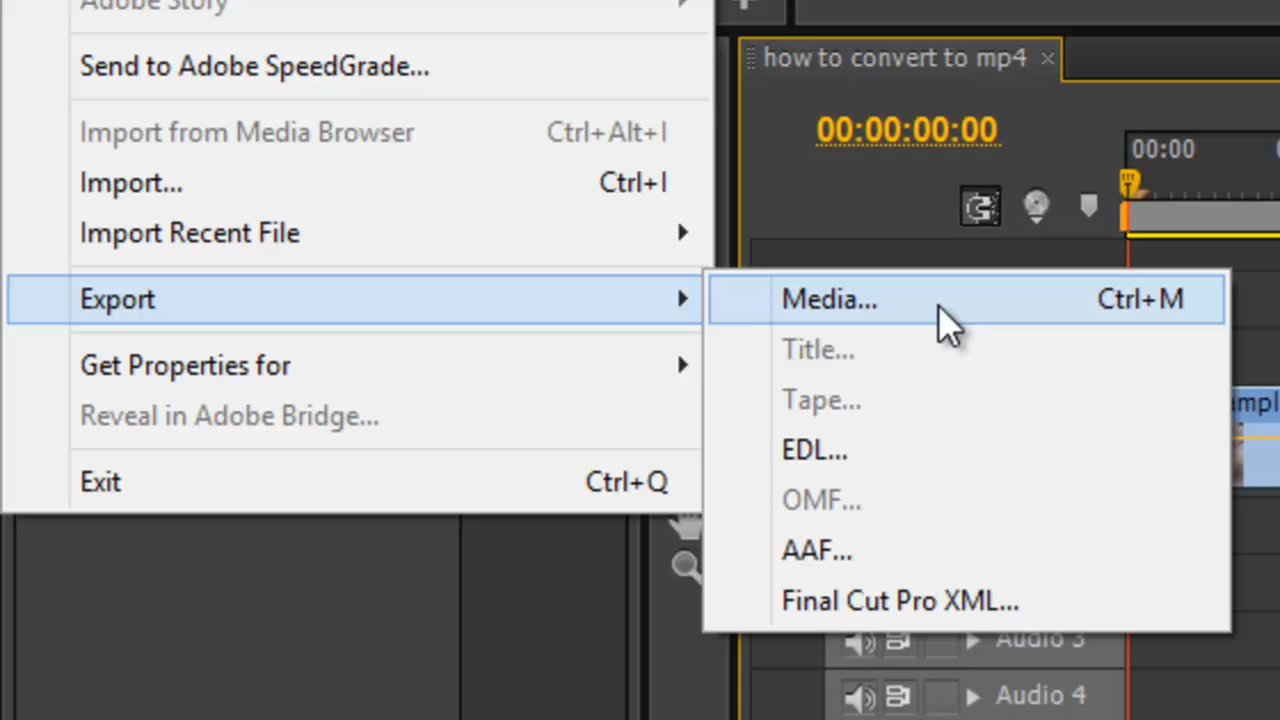 Adobe Story
Send to Adobe SpeedGrade...
Import from Media Browser Ctrl+Alt+I
Import... Ctrl+I
Import Recent File
Export
Get Properties for
Reveal in Adobe Bridge...
Exit Ctrl+Q
Media... Ctrl+M
Title...
Tape...
EDL...
OMF...
AAF...
Final Cut Pro XML...
how to convert to mp4 ×
00:00:00:00
00:00
Audio 3
Audio 4